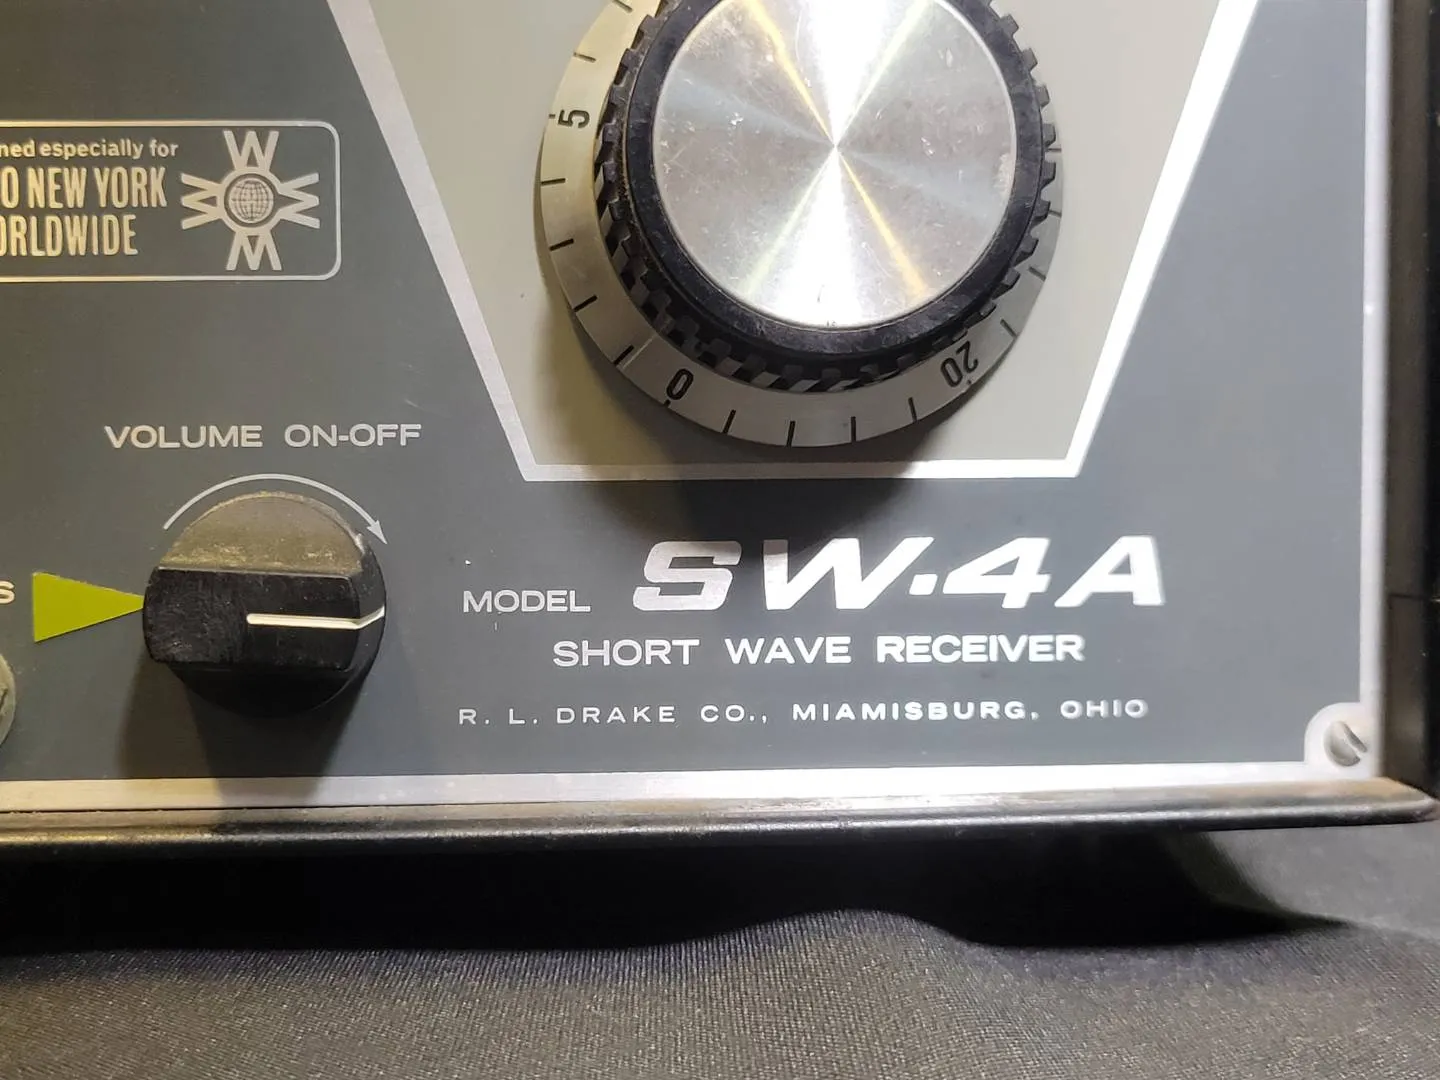 ned especially for
O NEW YORK
ORLDWIDE
W
W W
M
5
0
20
VOLUME ON-OFF
S
MODEL SW·4A
SHORT WAVE RECEIVER
R. L. DRAKE CO., MIAMISBURG, OHIO